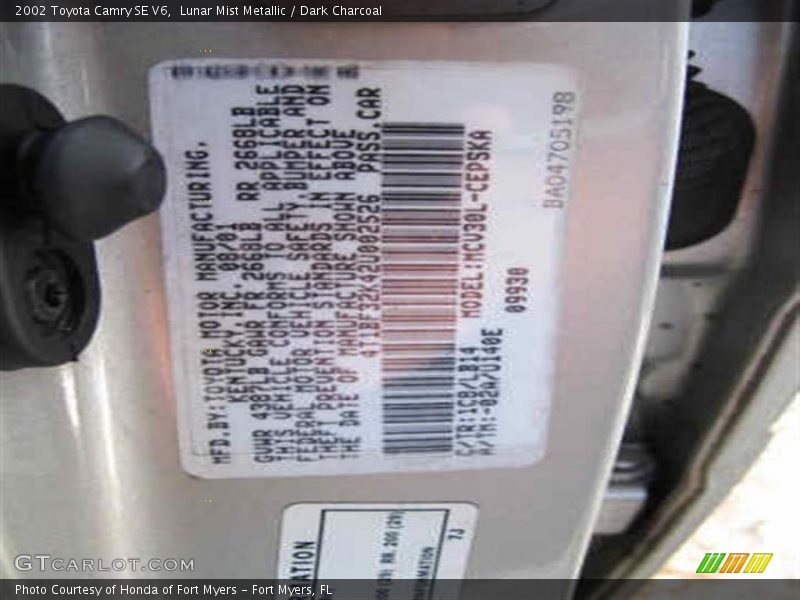 2002 Toyota Camry SE V6,  Lunar Mist Metallic / Dark Charcoal
MFD.BY:TOYOTA MOTOR MANUFACTURING,
KENTUCKY, INC. 08/01
GVWR 4387LB GAWR FR 2668LB RR 2668LB
THIS VEHICLE CONFORMS TO ALL APPLICABLE
FEDERAL MOTOR VEHICLE SAFETY, BUMPER AND
THEFT PREVENTION STANDARDS IN EFFECT ON
THE DATE OF MANUFACTURE SHOWN ABOVE
4T1BF32K42U002526 PASS.CAR
C/TR:1C8/LB14 MODEL:MCV30L-CEPSKA
A/TM:-02A/U140E
09930
BA04705198
GTCARLOT.COM
Photo Courtesy of Honda of Fort Myers – Fort Myers, FL